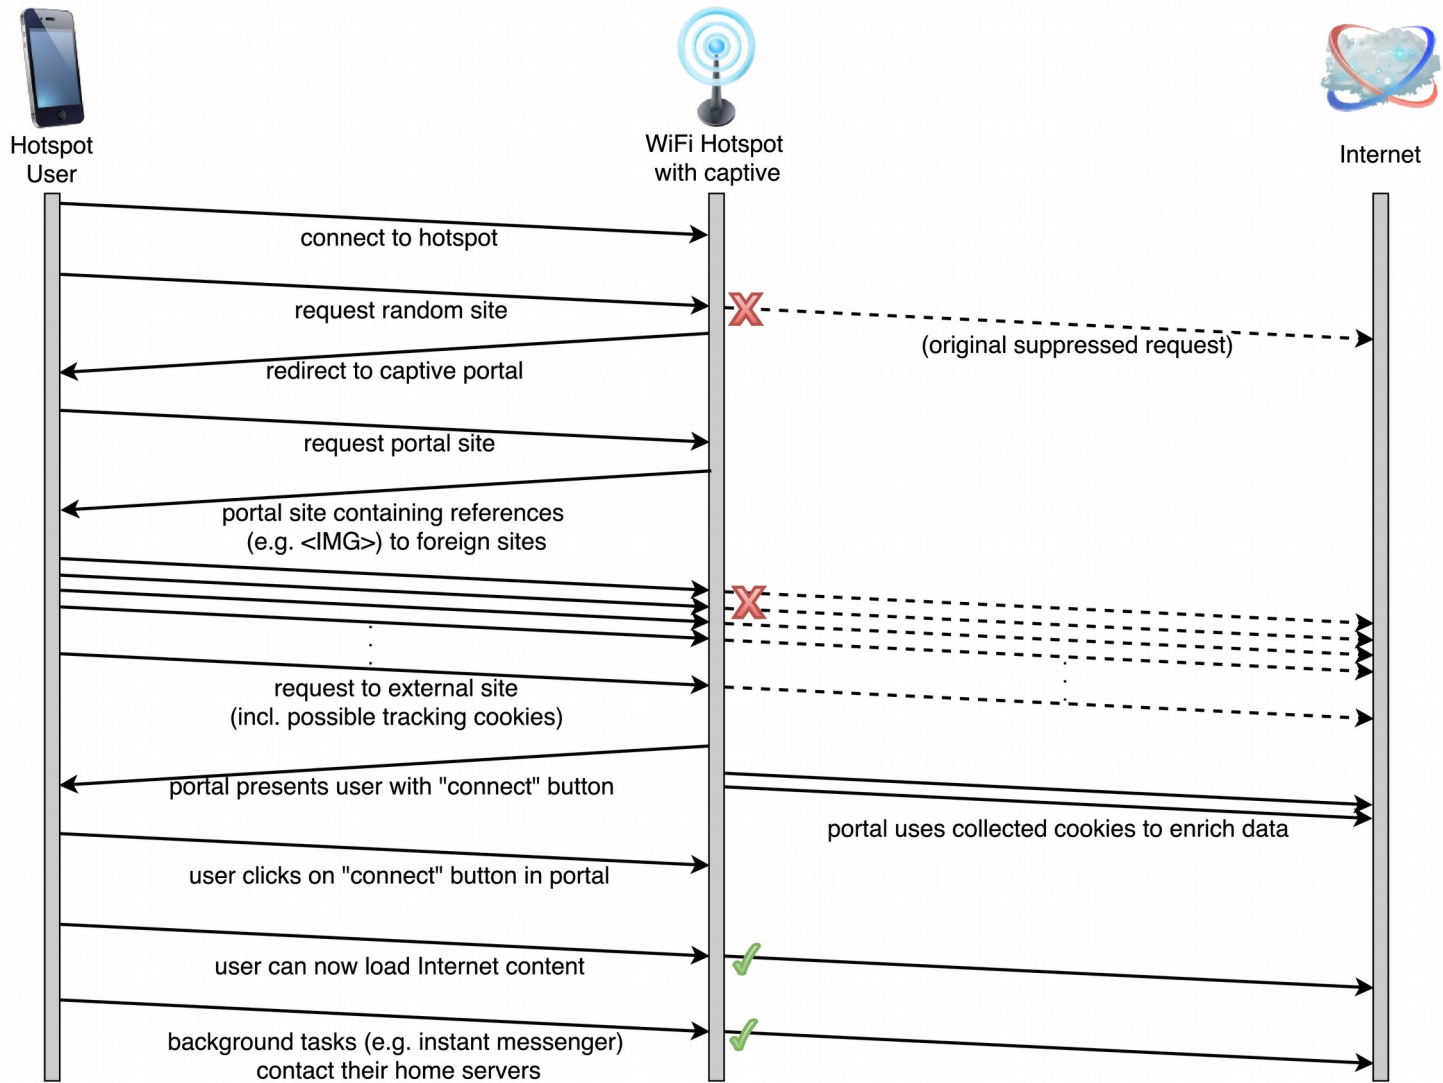 Hotspot
User
WiFi Hotspot
with captive
Internet
connect to hotspot
request random site
(original suppressed request)
redirect to captive portal
request portal site
portal site containing references
(e.g. <IMG>) to foreign sites
request to external site
(incl. possible tracking cookies)
portal presents user with "connect" button
portal uses collected cookies to enrich data
user clicks on "connect" button in portal
user can now load Internet content
background tasks (e.g. instant messenger)
contact their home servers